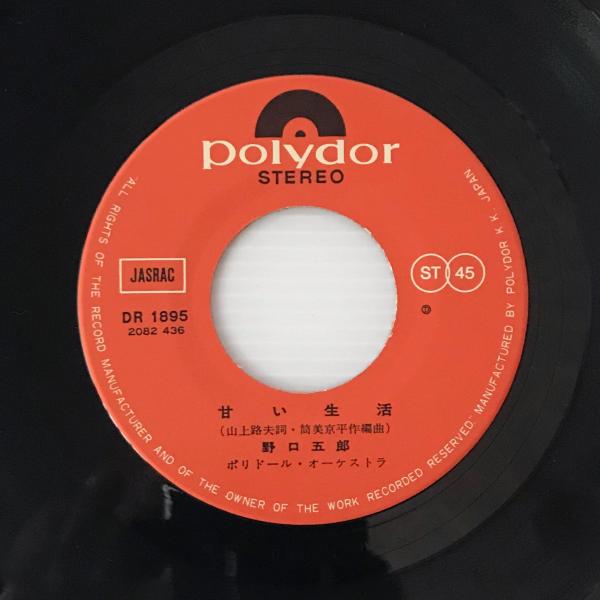 polydor
STEREO
JASRAC
ST 45
DR 1895
2082 436
甘い生活
(山上路夫詞・筒美京平作編曲)
野口五郎
ポリドール・オーケストラ
"ALL RIGHTS OF THE RECORD MANUFACTURER AND OF THE OWNER OF THE WORK RECORDED RESERVED" MANUFACTURED BY POLYDOR K. K. JAPAN